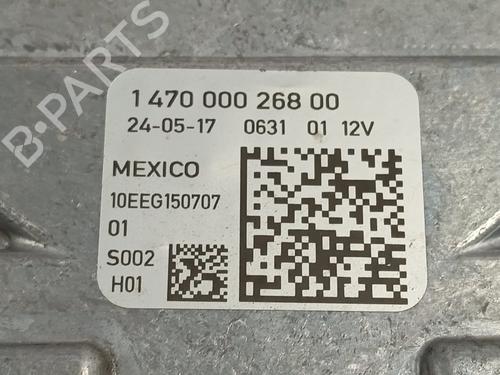 1 470 000 268 00
24-05-17 0631 01 12V
MEXICO
10EEG150707
01
S002
H01
B-PARTS